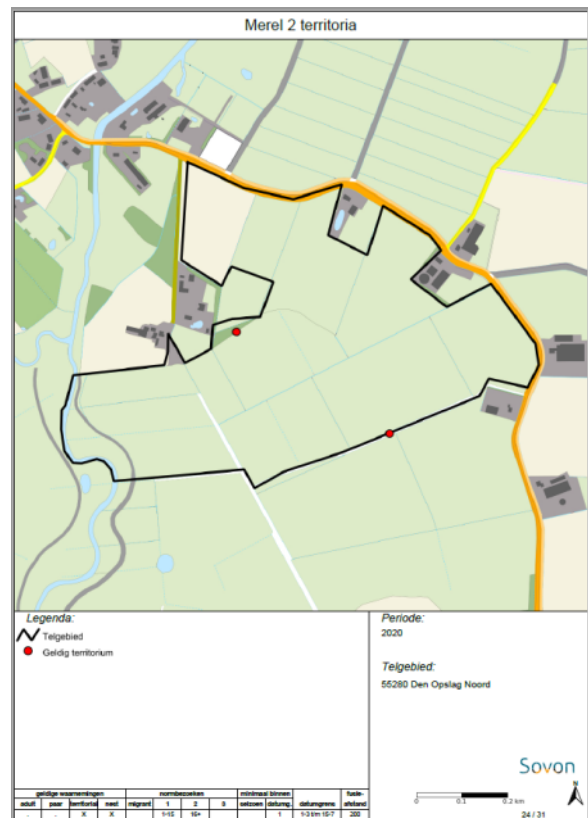 Merel 2 territoria
Legenda:
Telgebied
Geldig territorium
Periode:
2020
Telgebied:
55280 Den Opslag Noord
Sovon
0 0.1 0.2 km
24 / 31
geldige waarnemingen normbezoeken minimaal binnen fusie-
adult paar territoriaal nest migrant 1 2 3 seizoen datumg. datumgrens afstand
. . X X 1-15 16+ 1 1-3 t/m 15-7 200